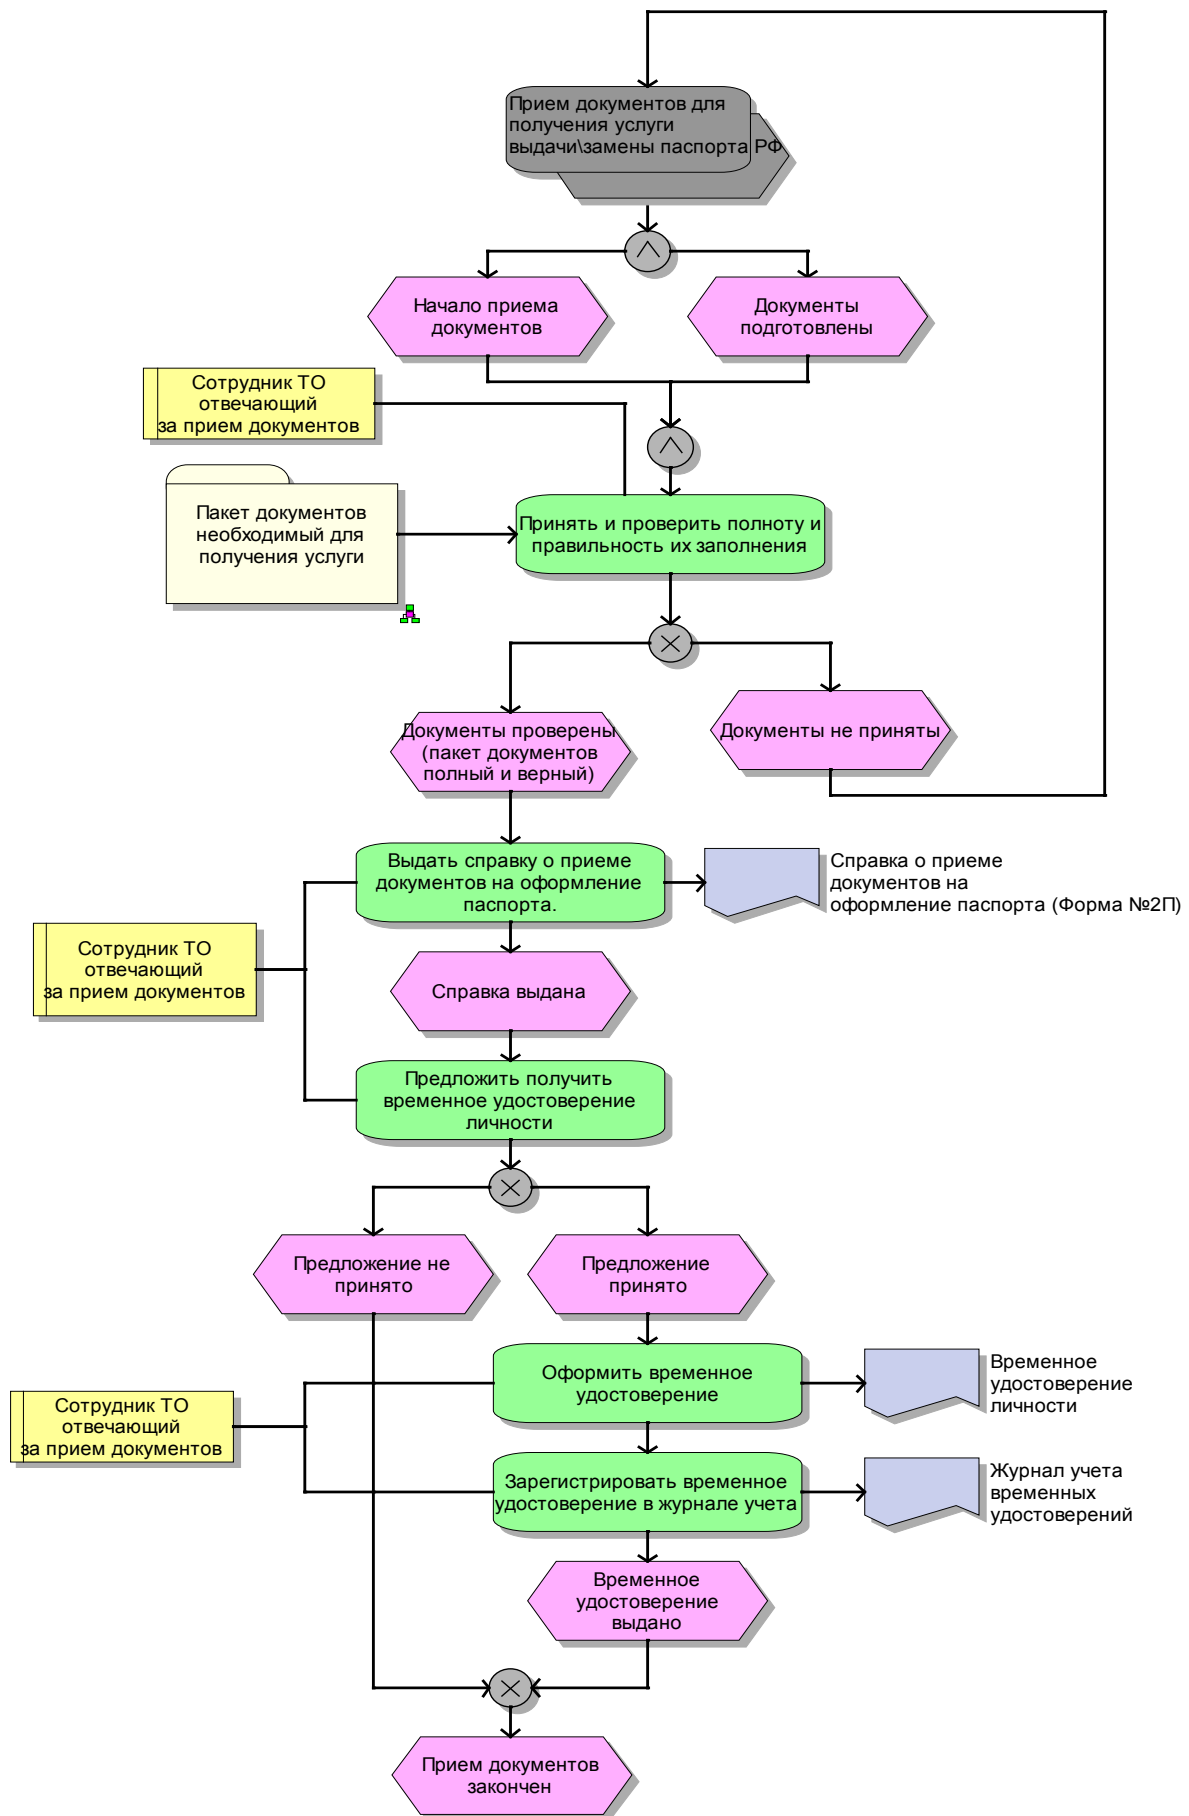 Прием документов для
получения услуги
выдачи\замены паспорта РФ
Начало приема
документов
Документы
подготовлены
Сотрудник ТО
отвечающий
за прием документов
Пакет документов
необходимый для
получения услуги
Принять и проверить полноту и
правильность их заполнения
Документы проверены
(пакет документов
полный и верный)
Документы не приняты
Выдать справку о приеме
документов на оформление
паспорта.
Справка о приеме
документов на
оформление паспорта (Форма №2П)
Сотрудник ТО
отвечающий
за прием документов
Справка выдана
Предложить получить
временное удостоверение
личности
Предложение не
принято
Предложение
принято
Оформить временное
удостоверение
Временное
удостоверение
личности
Сотрудник ТО
отвечающий
за прием документов
Зарегистрировать временное
удостоверение в журнале учета
Журнал учета
временных
удостоверений
Временное
удостоверение
выдано
Прием документов
закончен